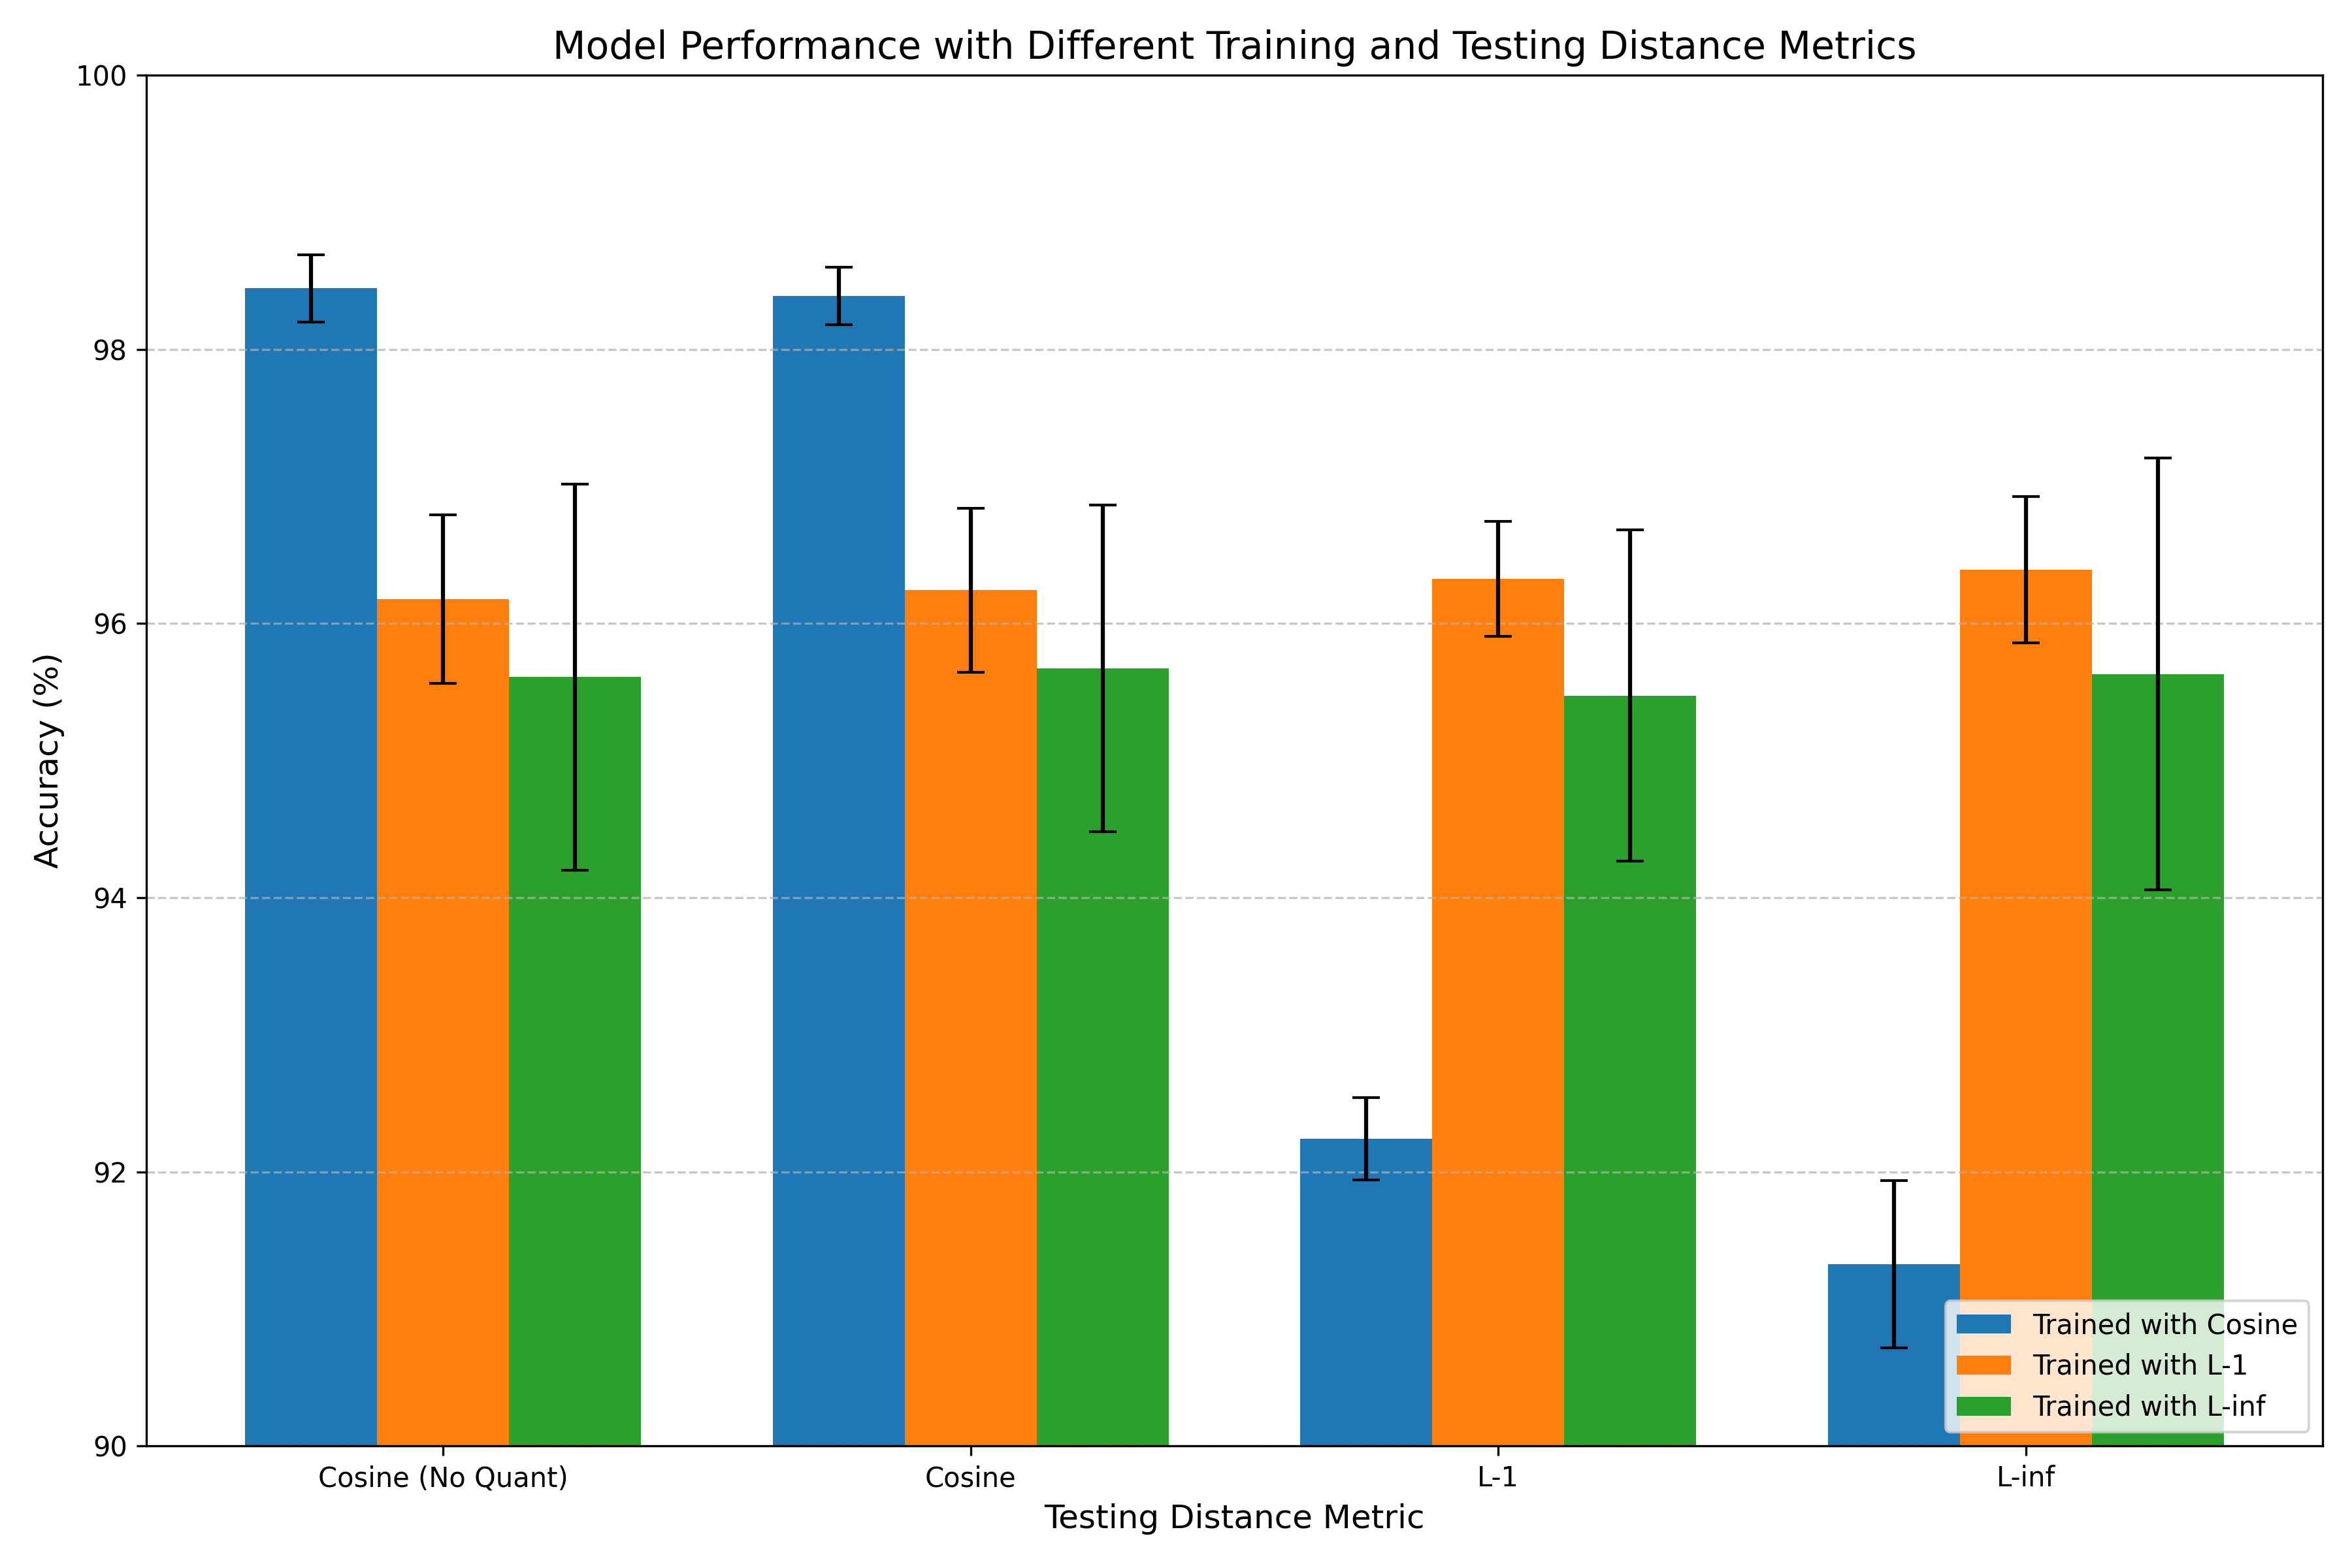 Model Performance with Different Training and Testing Distance Metrics
100
98
96
94
92
90
Accuracy (%)
Cosine (No Quant)
Cosine
L-1
L-inf
Testing Distance Metric
Trained with Cosine
Trained with L-1
Trained with L-inf